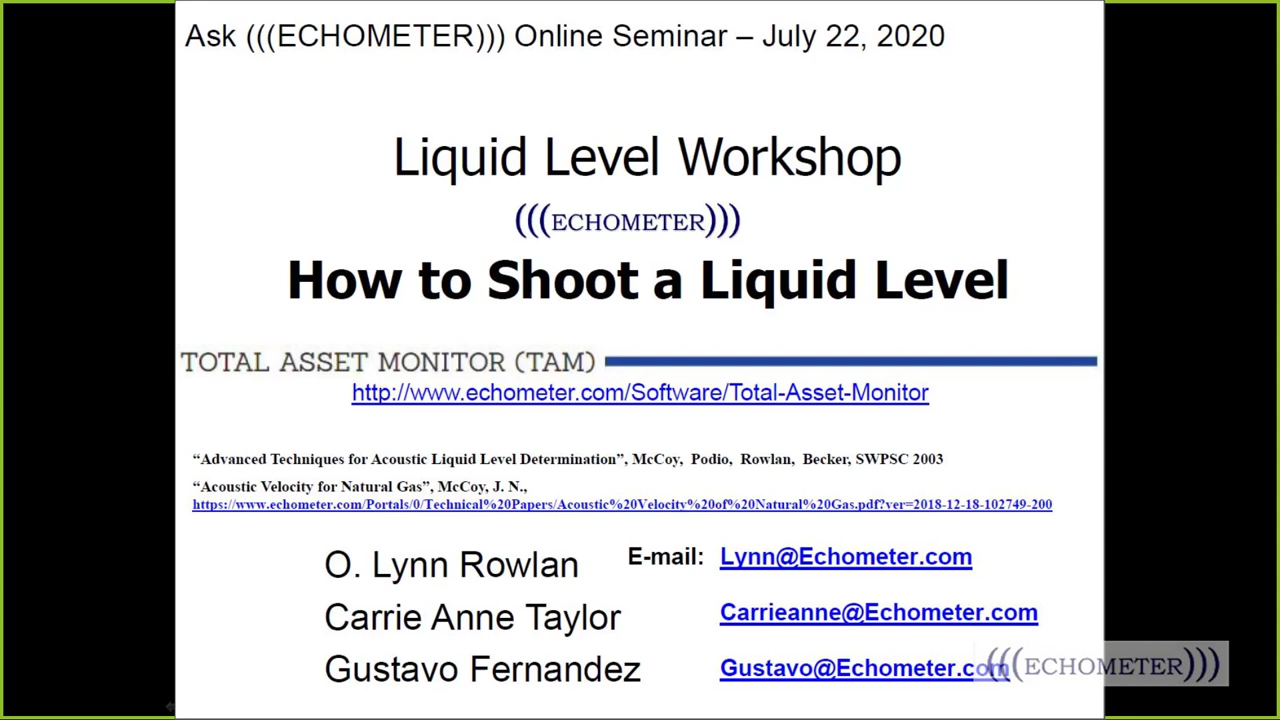 Ask (((ECHOMETER))) Online Seminar – July 22, 2020
Liquid Level Workshop
(((ECHOMETER)))
How to Shoot a Liquid Level
TOTAL ASSET MONITOR (TAM)
http://www.echometer.com/Software/Total-Asset-Monitor
“Advanced Techniques for Acoustic Liquid Level Determination”, McCoy, Podio, Rowlan, Becker, SWPSC 2003
“Acoustic Velocity for Natural Gas”, McCoy, J. N.,
https://www.echometer.com/Portals/0/Technical%20Papers/Acoustic%20Velocity%20of%20Natural%20Gas.pdf?ver=2018-12-18-102749-200
O. Lynn Rowlan E-mail: Lynn@Echometer.com
Carrie Anne Taylor Carrieanne@Echometer.com
Gustavo Fernandez Gustavo@Echometer.com
(((ECHOMETER)))